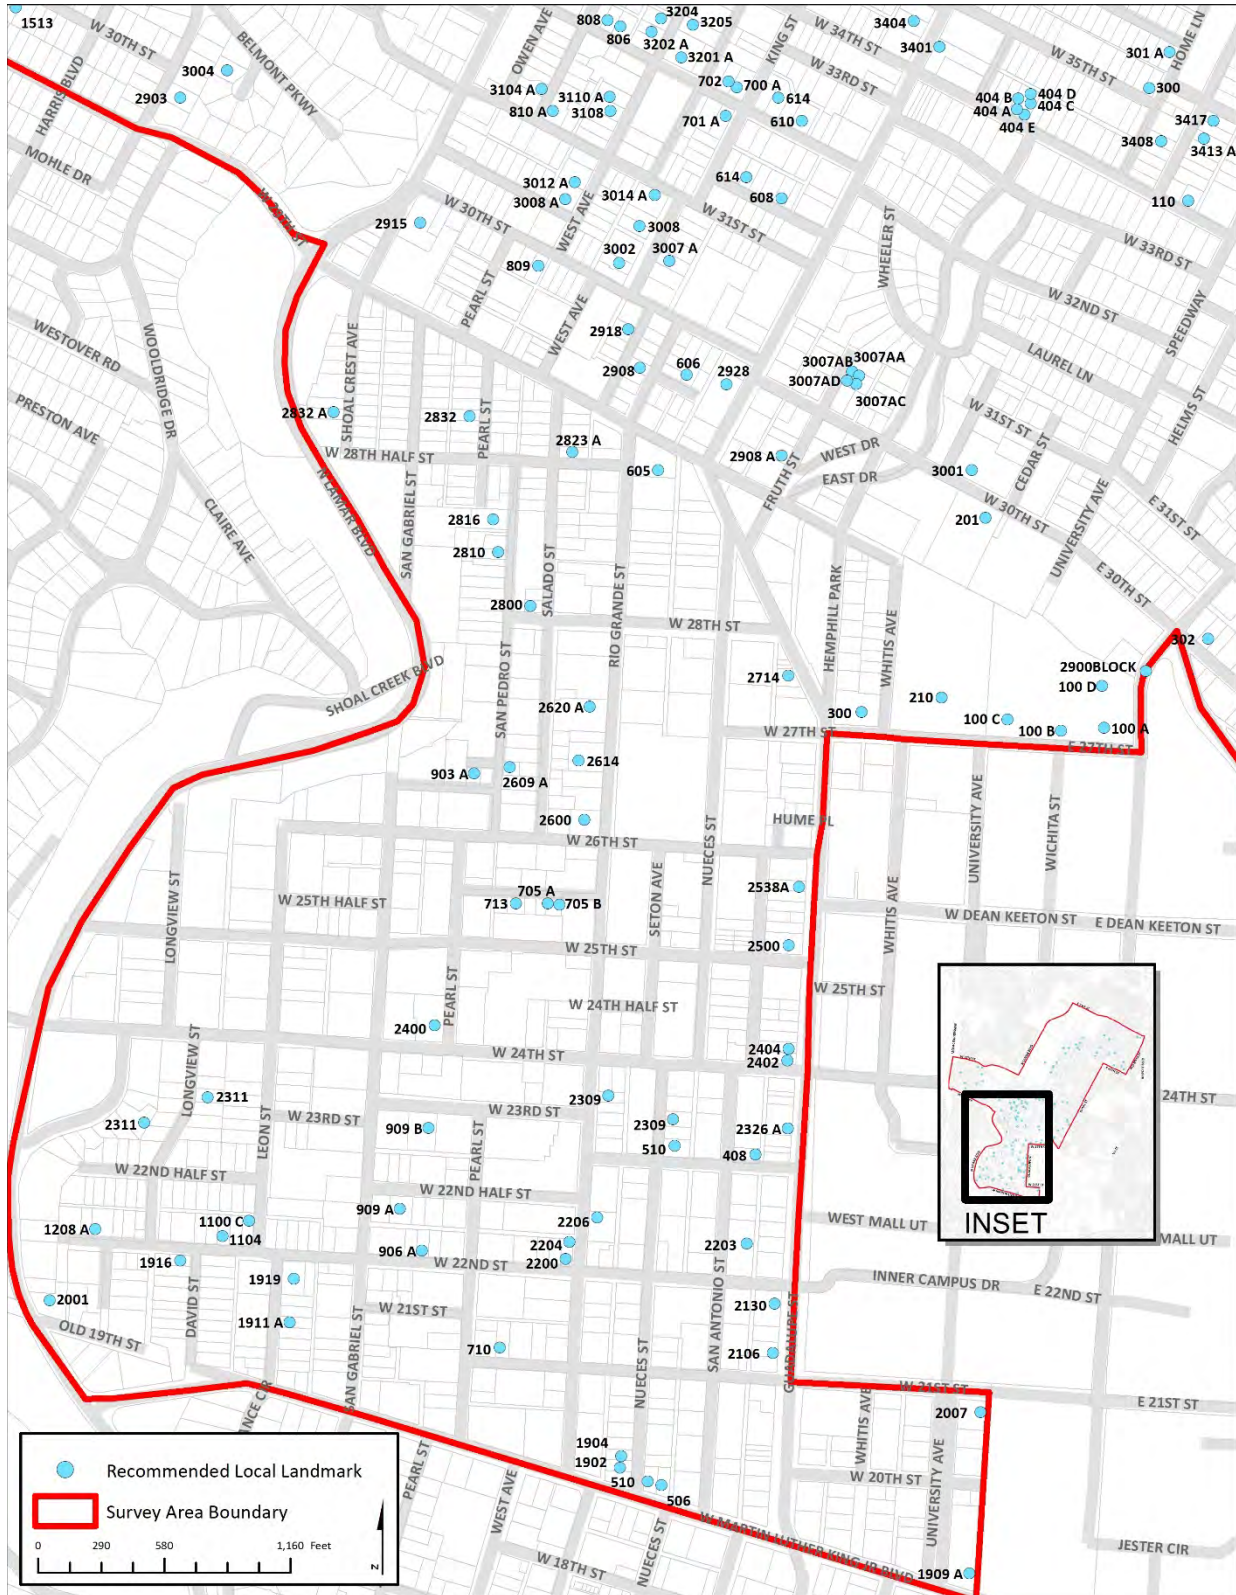 1513
W 30TH ST
HARRIS BLVD
3004
2903
BELMONT PKWY
MOHLE DR
OWEN AVE
808
806
3204
3205
3202 A
3201 A
KING ST
3404
3401
W 34TH ST
W 33RD ST
W 35TH ST
301 A
HOME LN
300
3104 A
810 A
3110 A
3108
702
700 A
701 A
614
610
404 B
404 D
404 A
404 C
404 E
3417
3408
3413 A
110
W 29TH ST
2915
W 30TH ST
3012 A
3008 A
WEST AVE
3014 A
3008
3002
3007 A
614
608
W 31ST ST
WHEELER ST
W 33RD ST
W 32ND ST
SPEEDWAY
809
PEARL ST
WEST AVE
2918
2908
606
2928
3007AB
3007AA
3007AD
3007AC
LAUREL LN
HELMS ST
WESTOVER RD
WOOLDRIDGE DR
PRESTON AVE
SHOAL CREST AVE
2832 A
2832
PEARL ST
2823 A
W 28TH HALF ST
605
2908 A
FRUTH ST
WEST DR
EAST DR
W 31ST ST
CEDAR ST
3001
201
W 30TH ST
UNIVERSITY AVE
E 31ST ST
E 30TH ST
CLAIRE AVE
N LAMAR BLVD
SAN GABRIEL ST
2816
2810
SALADO ST
2800
W 28TH ST
RIO GRANDE ST
HEMPHILL PARK
WHITIS AVE
302
2900BLOCK
SHOAL CREEK BLVD
SAN PEDRO ST
2714
2620 A
300
210
100 D
100 C
100 B
100 A
W 27TH ST
E 27TH ST
903 A
2609 A
2614
2600
HUME PL
W 26TH ST
NUECES ST
UNIVERSITY AVE
WICHITA ST
LONGVIEW ST
W 25TH HALF ST
705 A
713
705 B
SETON AVE
2538A
WHITIS AVE
W DEAN KEETON ST
E DEAN KEETON ST
W 25TH ST
2500
PEARL ST
W 24TH HALF ST
W 25TH ST
2400
W 24TH ST
2404
2402
LONGVIEW ST
2311
2311
LEON ST
W 23RD ST
909 B
W 23RD ST
PEARL ST
2309
2309
510
2326 A
408
24TH ST
W 22ND HALF ST
W 22ND HALF ST
1208 A
1100 C
1104
909 A
906 A
2206
2204
2200
W 22ND ST
2203
WEST MALL UT
MALL UT
INSET
1916
DAVID ST
1919
1911 A
W 21ST ST
SAN ANTONIO ST
INNER CAMPUS DR
E 22ND ST
2001
OLD 19TH ST
SAN GABRIEL ST
710
NUECES ST
2130
2106
GUADALUPE ST
W 21ST ST
E 21ST ST
2007
WHITIS AVE
UNIVERSITY AVE
W 20TH ST
1904
1902
510
506
PEARL ST
WEST AVE
NUECES ST
W MARTIN LUTHER KING JR BLVD
W 18TH ST
1909 A
JESTER CIR
Recommended Local Landmark
Survey Area Boundary
0 290 580 1,160 Feet